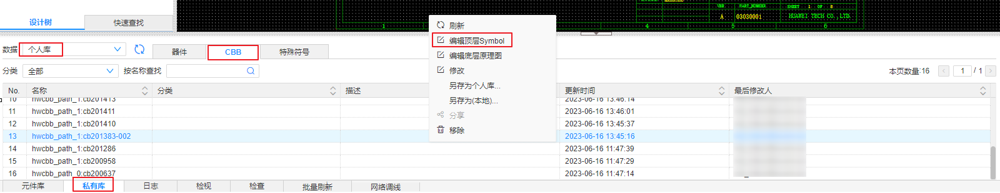 VER PART_NUMBER SHEET 1 OF 8
A 03030001 HUAWEI TECH CO.,LTD.
1 4 5 6
设计树 快速查找
数据 个人库 器件 CBB 特殊符号
分类 全部 按名称查找 本页数量:16 1 / 1
No. 名称 分类 描述 更新时间 最后修改人
10 hwcbb_path_1:cb201413 2023-06-16 13:46:14
11 hwcbb_path_1:cb201411 2023-06-16 13:46:01
12 hwcbb_path_1:cb201410 2023-06-16 13:45:37
13 hwcbb_path_1:cb201383-002 2023-06-16 13:45:16
14 hwcbb_path_1:cb201286 2023-06-16 11:47:39
15 hwcbb_path_1:cb200958 2023-06-16 11:47:29
16 hwcbb_path_0:cb200637 2023-06-16 11:47:14
刷新
编辑顶层Symbol
编辑底层原理图
修改
另存为个人库...
另存为(本地)...
分享
移除
元件库 私有库 日志 检视 检查 批量刷新 网络调线